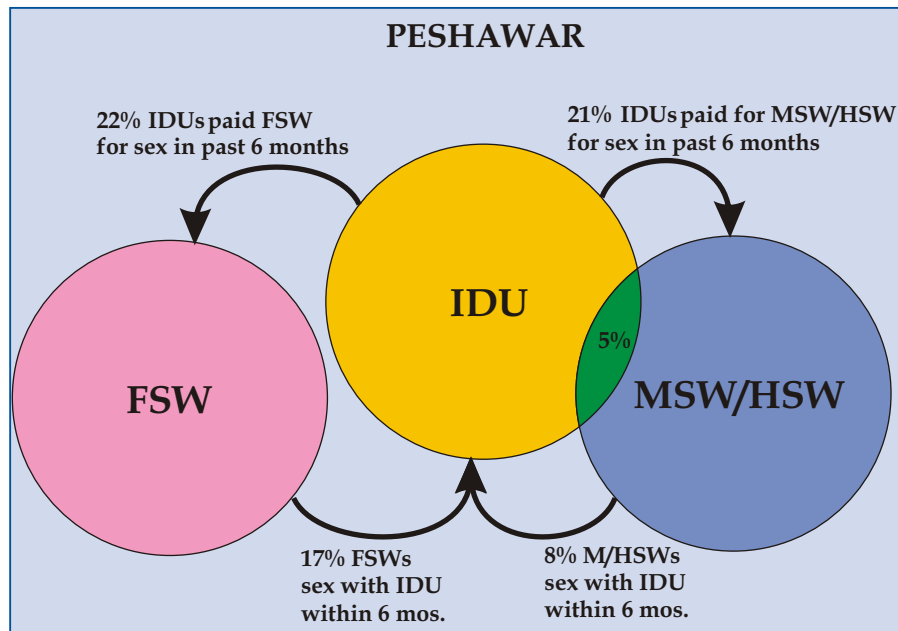 PESHAWAR
22% IDUs paid FSW
for sex in past 6 months
21% IDUs paid for MSW/HSW
for sex in past 6 months
IDU
5%
FSW
MSW/HSW
17% FSWs
sex with IDU
within 6 mos.
8% M/HSWs
sex with IDU
within 6 mos.